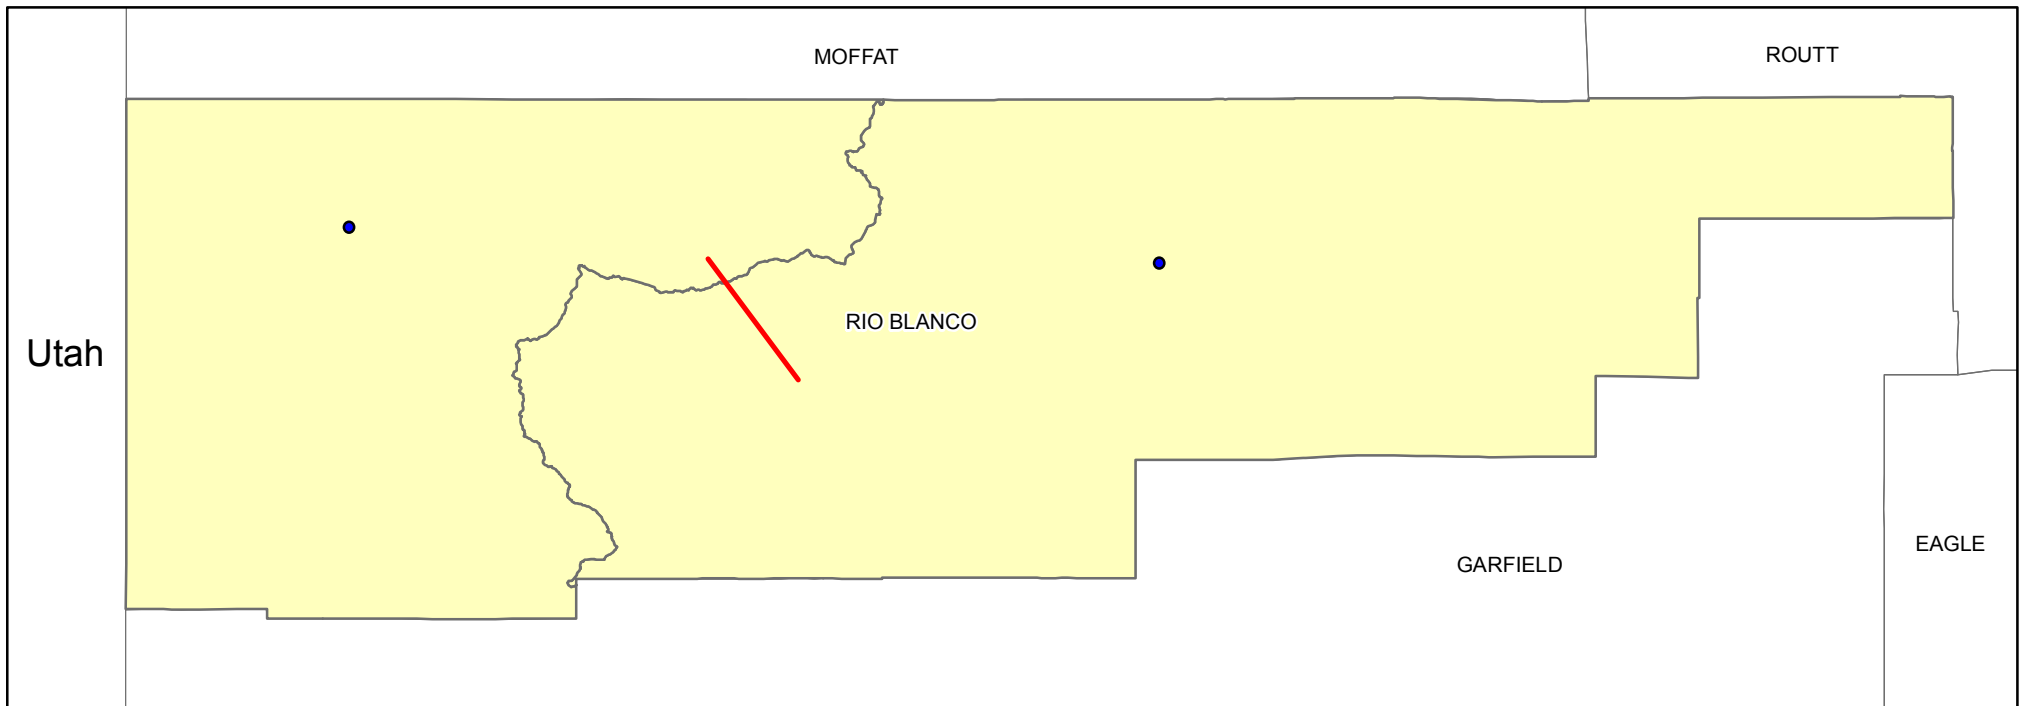 MOFFAT
ROUTT
RIO BLANCO
Utah
EAGLE
GARFIELD